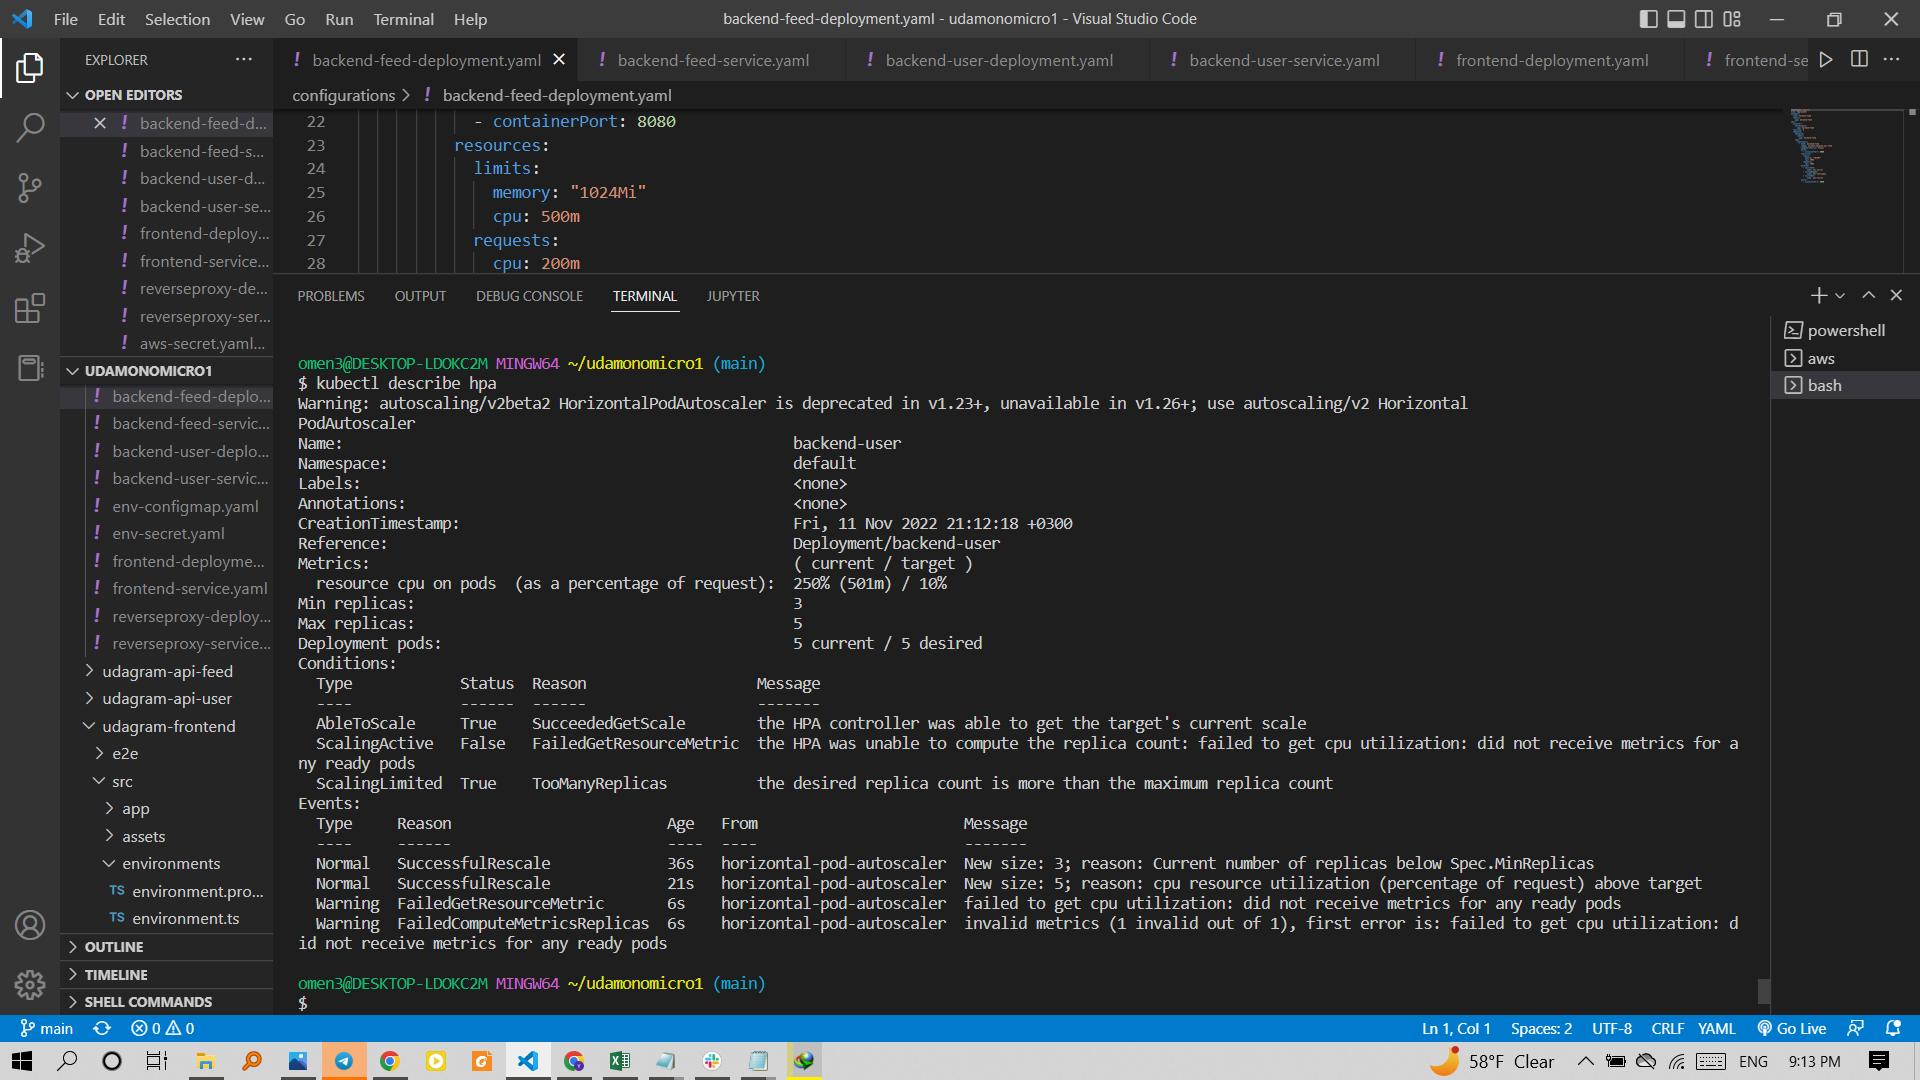 File Edit Selection View Go Run Terminal Help
backend-feed-deployment.yaml - udamonomicro1 - Visual Studio Code
EXPLORER
OPEN EDITORS
backend-feed-d...
backend-feed-s...
backend-user-d...
backend-user-se...
frontend-deploy...
frontend-service...
reverseproxy-de...
reverseproxy-ser...
aws-secret.yaml...
UDAMONOMICRO1
backend-feed-deplo...
backend-feed-servic...
backend-user-deplo...
backend-user-servic...
env-configmap.yaml
env-secret.yaml
frontend-deployme...
frontend-service.yaml
reverseproxy-deploy...
reverseproxy-service...
udagram-api-feed
udagram-api-user
udagram-frontend
e2e
src
app
assets
environments
TS environment.pro...
TS environment.ts
OUTLINE
TIMELINE
SHELL COMMANDS
! backend-feed-deployment.yaml ! backend-feed-service.yaml ! backend-user-deployment.yaml ! backend-user-service.yaml ! frontend-deployment.yaml ! frontend-se
configurations > ! backend-feed-deployment.yaml
22 - containerPort: 8080
23 resources:
24 limits:
25 memory: "1024Mi"
26 cpu: 500m
27 requests:
28 cpu: 200m
PROBLEMS OUTPUT DEBUG CONSOLE TERMINAL JUPYTER
powershell
aws
bash
omen3@DESKTOP-LDOKC2M MINGW64 ~/udamonomicro1 (main)
$ kubectl describe hpa
Warning: autoscaling/v2beta2 HorizontalPodAutoscaler is deprecated in v1.23+, unavailable in v1.26+; use autoscaling/v2 Horizontal
PodAutoscaler
Name: backend-user
Namespace: default
Labels: <none>
Annotations: <none>
CreationTimestamp: Fri, 11 Nov 2022 21:12:18 +0300
Reference: Deployment/backend-user
Metrics: ( current / target )
resource cpu on pods (as a percentage of request): 250% (501m) / 10%
Min replicas: 3
Max replicas: 5
Deployment pods: 5 current / 5 desired
Conditions:
Type Status Reason Message
---- ------ ------ -------
AbleToScale True SucceededGetScale the HPA controller was able to get the target's current scale
ScalingActive False FailedGetResourceMetric the HPA was unable to compute the replica count: failed to get cpu utilization: did not receive metrics for a
ny ready pods
ScalingLimited True TooManyReplicas the desired replica count is more than the maximum replica count
Events:
Type Reason Age From Message
---- ------ ---- ---- -------
Normal SuccessfulRescale 36s horizontal-pod-autoscaler New size: 3; reason: Current number of replicas below Spec.MinReplicas
Normal SuccessfulRescale 21s horizontal-pod-autoscaler New size: 5; reason: cpu resource utilization (percentage of request) above target
Warning FailedGetResourceMetric 6s horizontal-pod-autoscaler failed to get cpu utilization: did not receive metrics for any ready pods
Warning FailedComputeMetricsReplicas 6s horizontal-pod-autoscaler invalid metrics (1 invalid out of 1), first error is: failed to get cpu utilization: d
id not receive metrics for any ready pods
omen3@DESKTOP-LDOKC2M MINGW64 ~/udamonomicro1 (main)
$
main 0 0 Ln 1, Col 1 Spaces: 2 UTF-8 CRLF YAML Go Live
58°F Clear ENG 9:13 PM